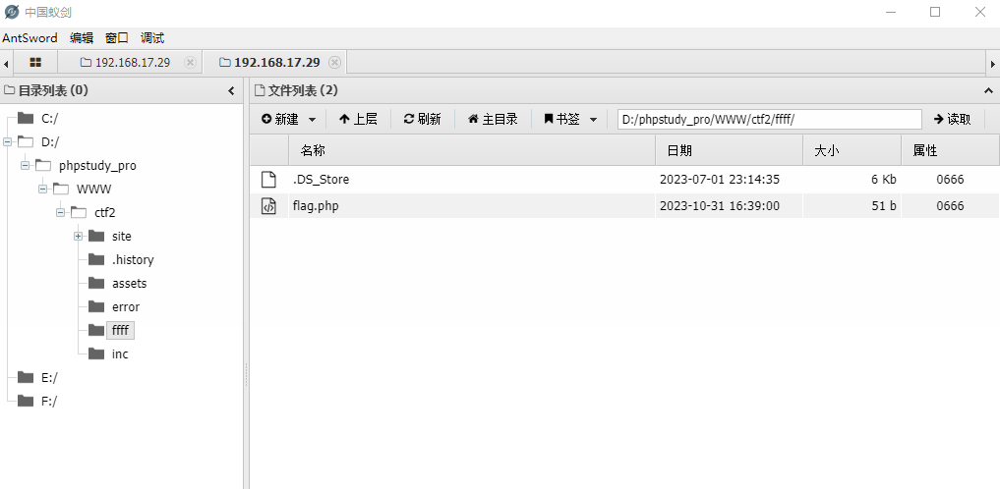 中国蚁剑
AntSword 编辑 窗口 调试
192.168.17.29 192.168.17.29
目录列表 (0)
C:/
D:/
phpstudy_pro
WWW
ctf2
site
.history
assets
error
ffff
inc
E:/
F:/
文件列表 (2)
新建 上层 刷新 主目录 书签 D:/phpstudy_pro/WWW/ctf2/ffff/ 读取
名称 日期 大小 属性
.DS_Store 2023-07-01 23:14:35 6 Kb 0666
flag.php 2023-10-31 16:39:00 51 b 0666